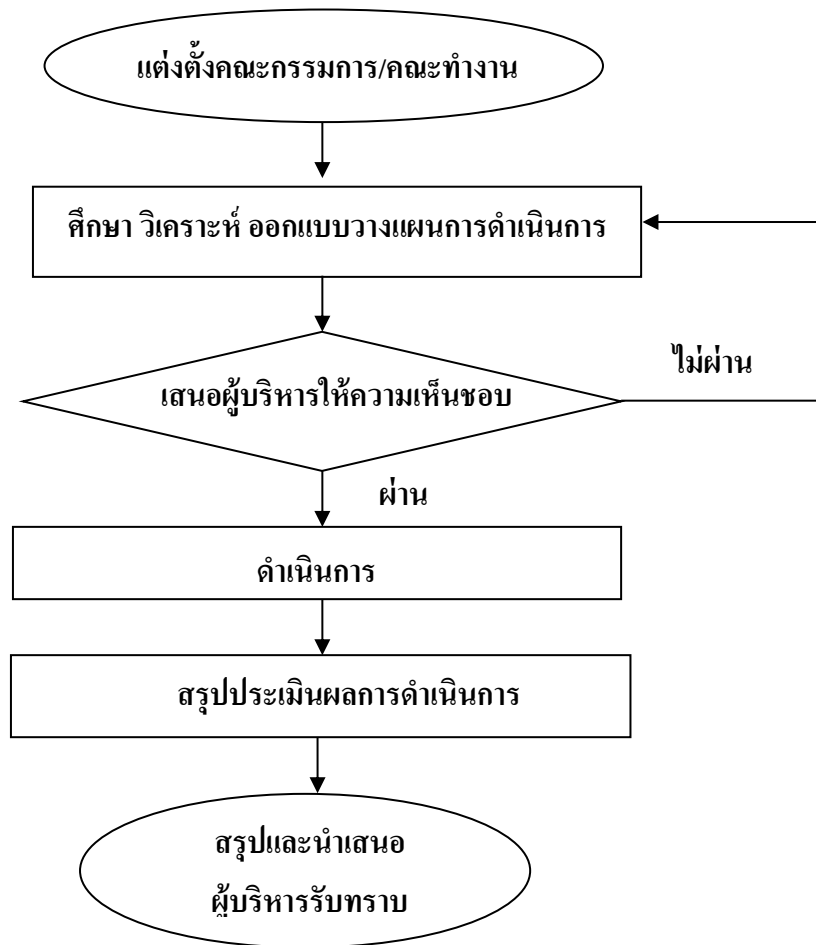 แต่งตั้งคณะกรรมการ/คณะทำงาน
ศึกษา วิเคราะห์ ออกแบบวางแผนการดำเนินการ
เสนอผู้บริหารให้ความเห็นชอบ
ไม่ผ่าน
ผ่าน
ดำเนินการ
สรุปประเมินผลการดำเนินการ
สรุปและนำเสนอ
ผู้บริหารรับทราบ